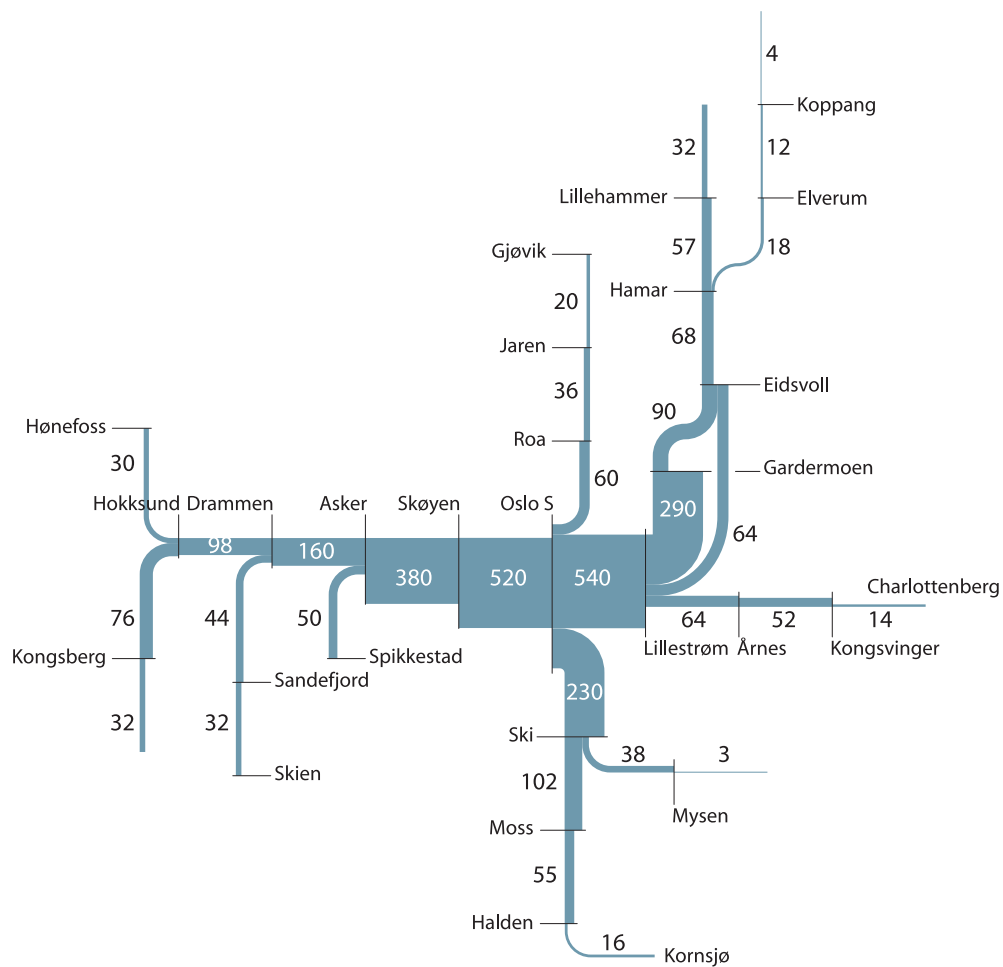 4
Koppang
32
12
Lillehammer
Elverum
Gjøvik
57
18
Hamar
20
Jaren
68
36
Eidsvoll
90
Hønefoss
Roa
30
60
Gardermoen
Hokksund Drammen
Asker
Skøyen
Oslo S
290
64
98
160
380
520
540
Charlottenberg
76
44
50
64
52
14
Kongsberg
Spikkestad
Lillestrøm Årnes
Kongsvinger
Sandefjord
230
32
32
Ski
38
3
Skien
102
Mysen
Moss
55
Halden
16
Kornsjø